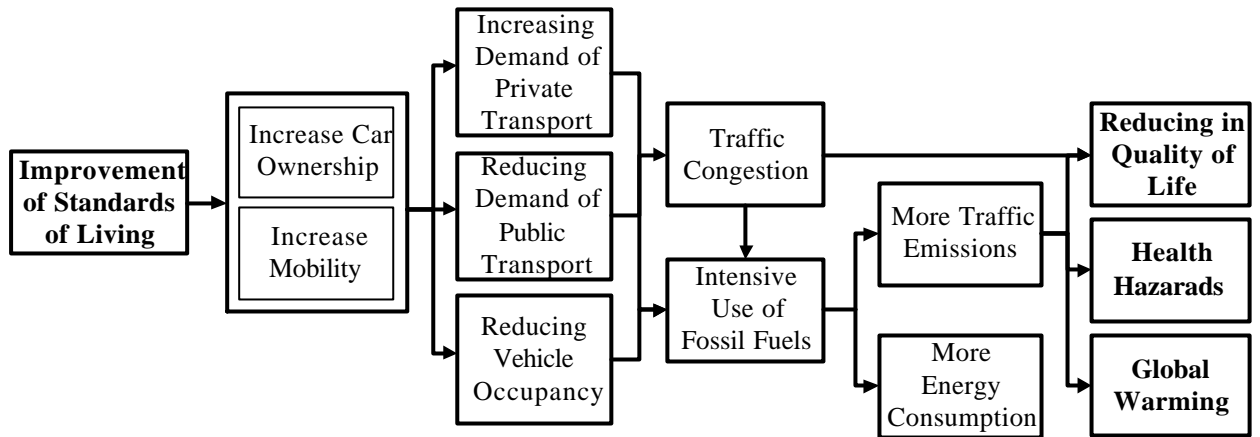 Improvement
of Standards
of Living
Increase Car
Ownership
Increase
Mobility
Increasing
Demand of
Private
Transport
Reducing
Demand of
Public
Transport
Reducing
Vehicle
Occupancy
Traffic
Congestion
Intensive
Use of
Fossil Fuels
More Traffic
Emissions
More
Energy
Consumption
Reducing in
Quality of
Life
Health
Hazarads
Global
Warming